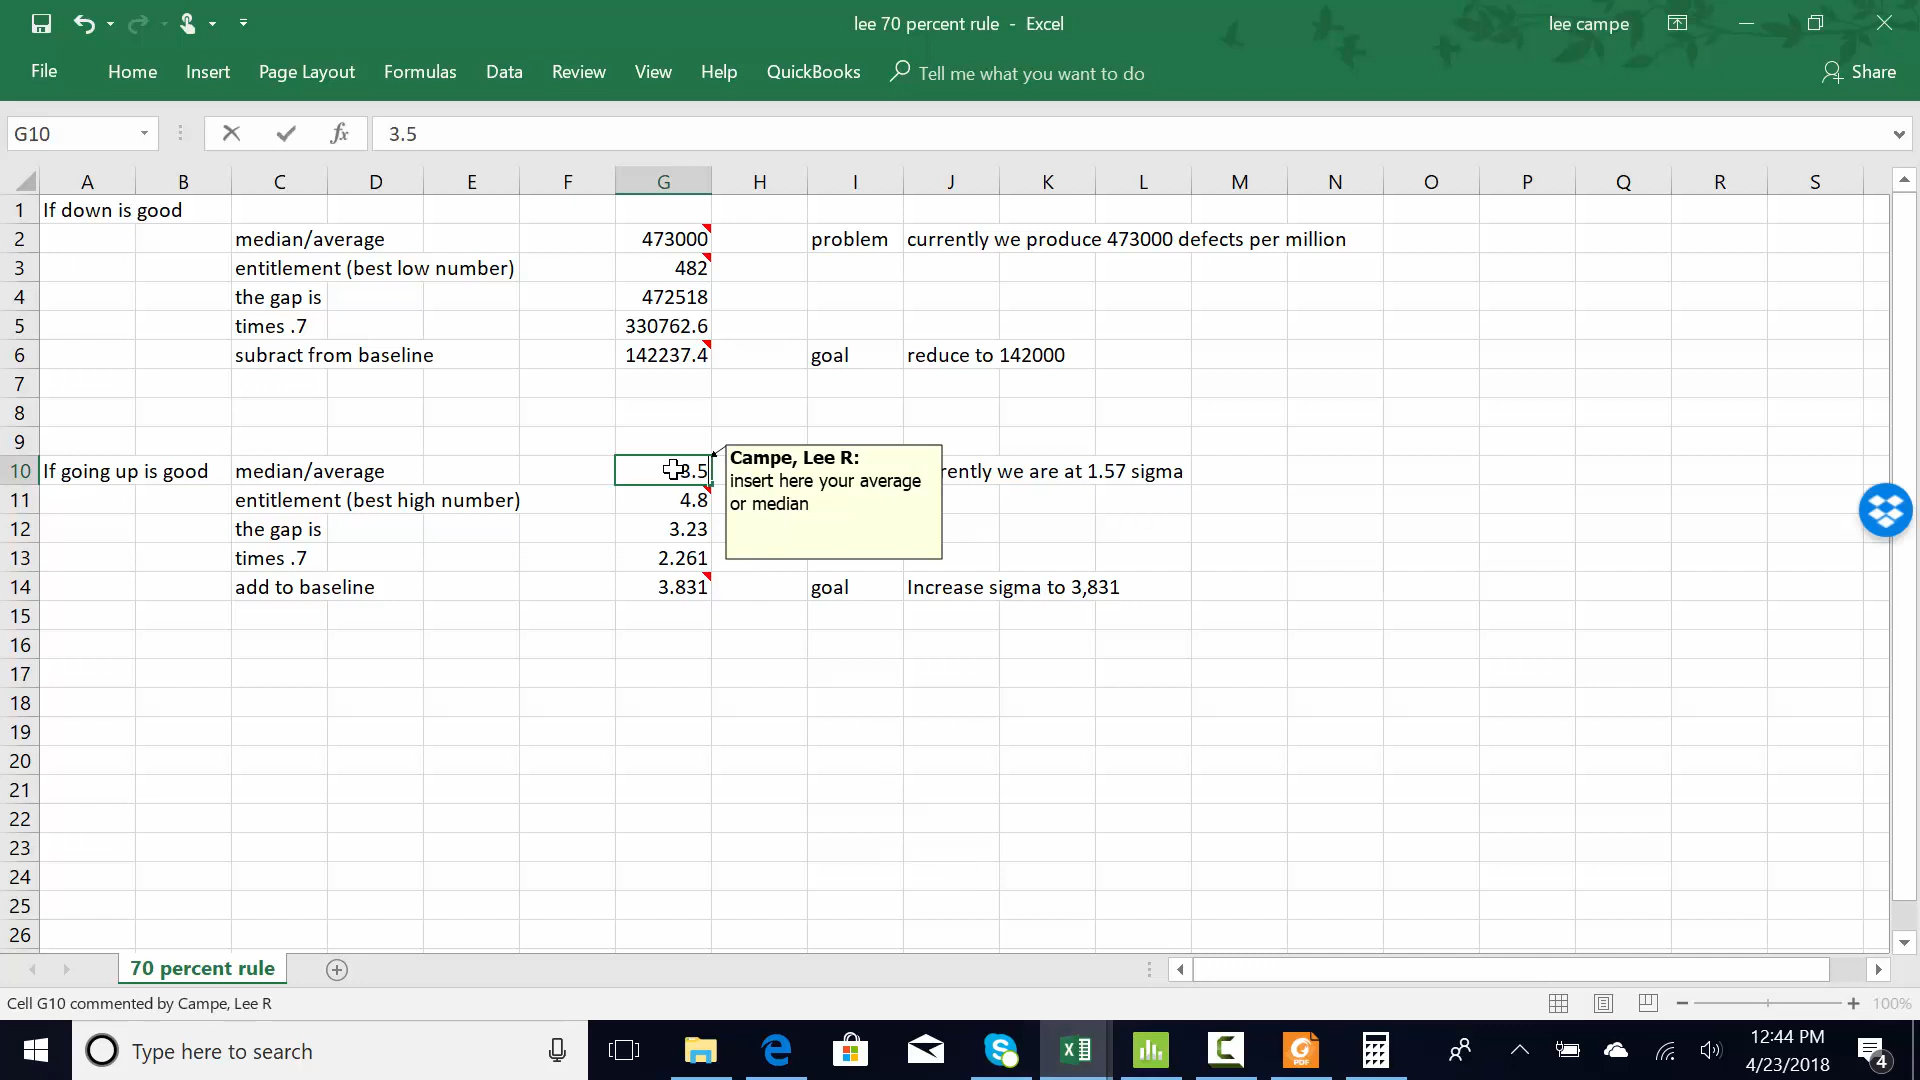 lee 70 percent rule - Excel
lee campe
File Home Insert Page Layout Formulas Data Review View Help QuickBooks Tell me what you want to do Share
G10 fx 3.5
A B C D E F G H I J K L M N O P Q R S
1 If down is good
2 median/average 473000 problem currently we produce 473000 defects per million
3 entitlement (best low number) 482
4 the gap is 472518
5 times .7 330762.6
6 subract from baseline 142237.4 goal reduce to 142000
7
8
9
10 If going up is good median/average 3.5 rently we are at 1.57 sigma
Campe, Lee R:
insert here your average
or median
11 entitlement (best high number) 4.8
12 the gap is 3.23
13 times .7 2.261
14 add to baseline 3.831 goal Increase sigma to 3,831
15
16
17
18
19
20
21
22
23
24
25
26
70 percent rule
Cell G10 commented by Campe, Lee R
100%
Type here to search
PDF
12:44 PM
4/23/2018
4